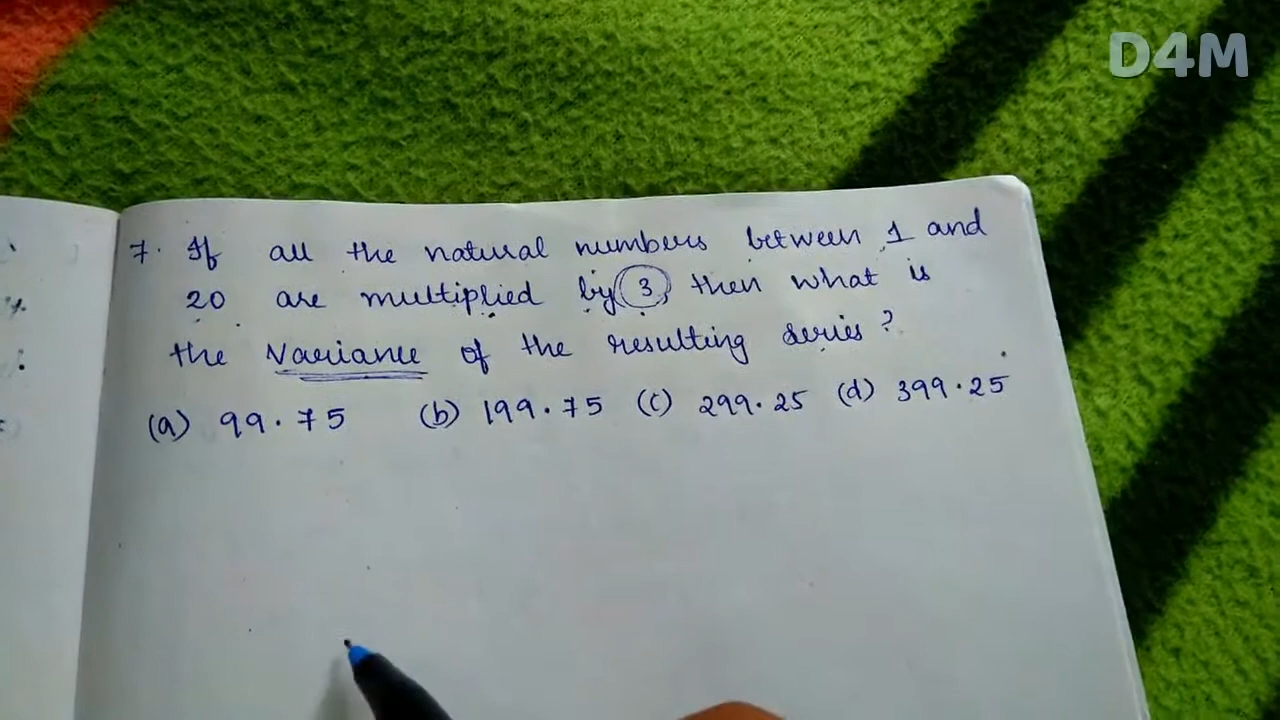 D4M
7. If all the natural numbers between 1 and
20 are multiplied by 3, then what is
the Variance of the resulting series?
(a) 99.75 (b) 199.75 (c) 299.25 (d) 399.25